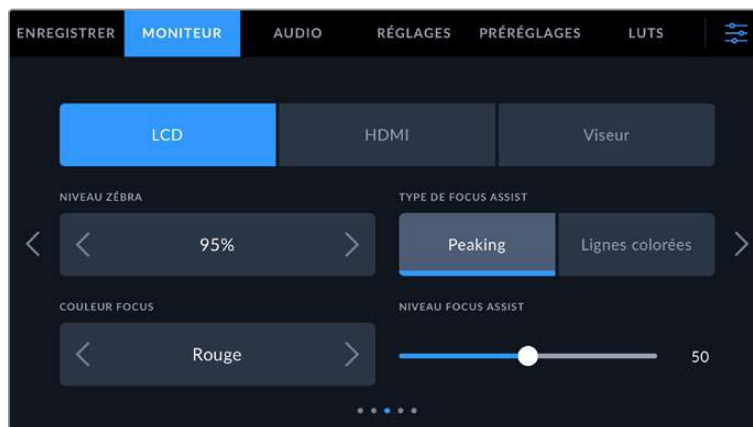 ENREGISTRER MONITEUR AUDIO RÉGLAGES PRÉRÉGLAGES LUTS
LCD HDMI Viseur
NIVEAU ZÉBRA TYPE DE FOCUS ASSIST
95% Peaking Lignes colorées
COULEUR FOCUS NIVEAU FOCUS ASSIST
Rouge 50